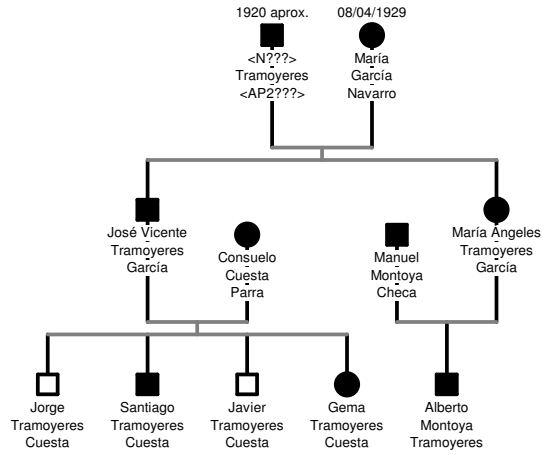 1920 aprox.
08/04/1929
<N???>
Tramoyeres
<AP2???>
María
García
Navarro
José Vicente
Tramoyeres
García
Consuelo
Cuesta
Parra
Manuel
Montoya
Checa
María Angeles
Tramoyeres
García
Jorge
Tramoyeres
Cuesta
Santiago
Tramoyeres
Cuesta
Javier
Tramoyeres
Cuesta
Gema
Tramoyeres
Cuesta
Alberto
Montoya
Tramoyeres